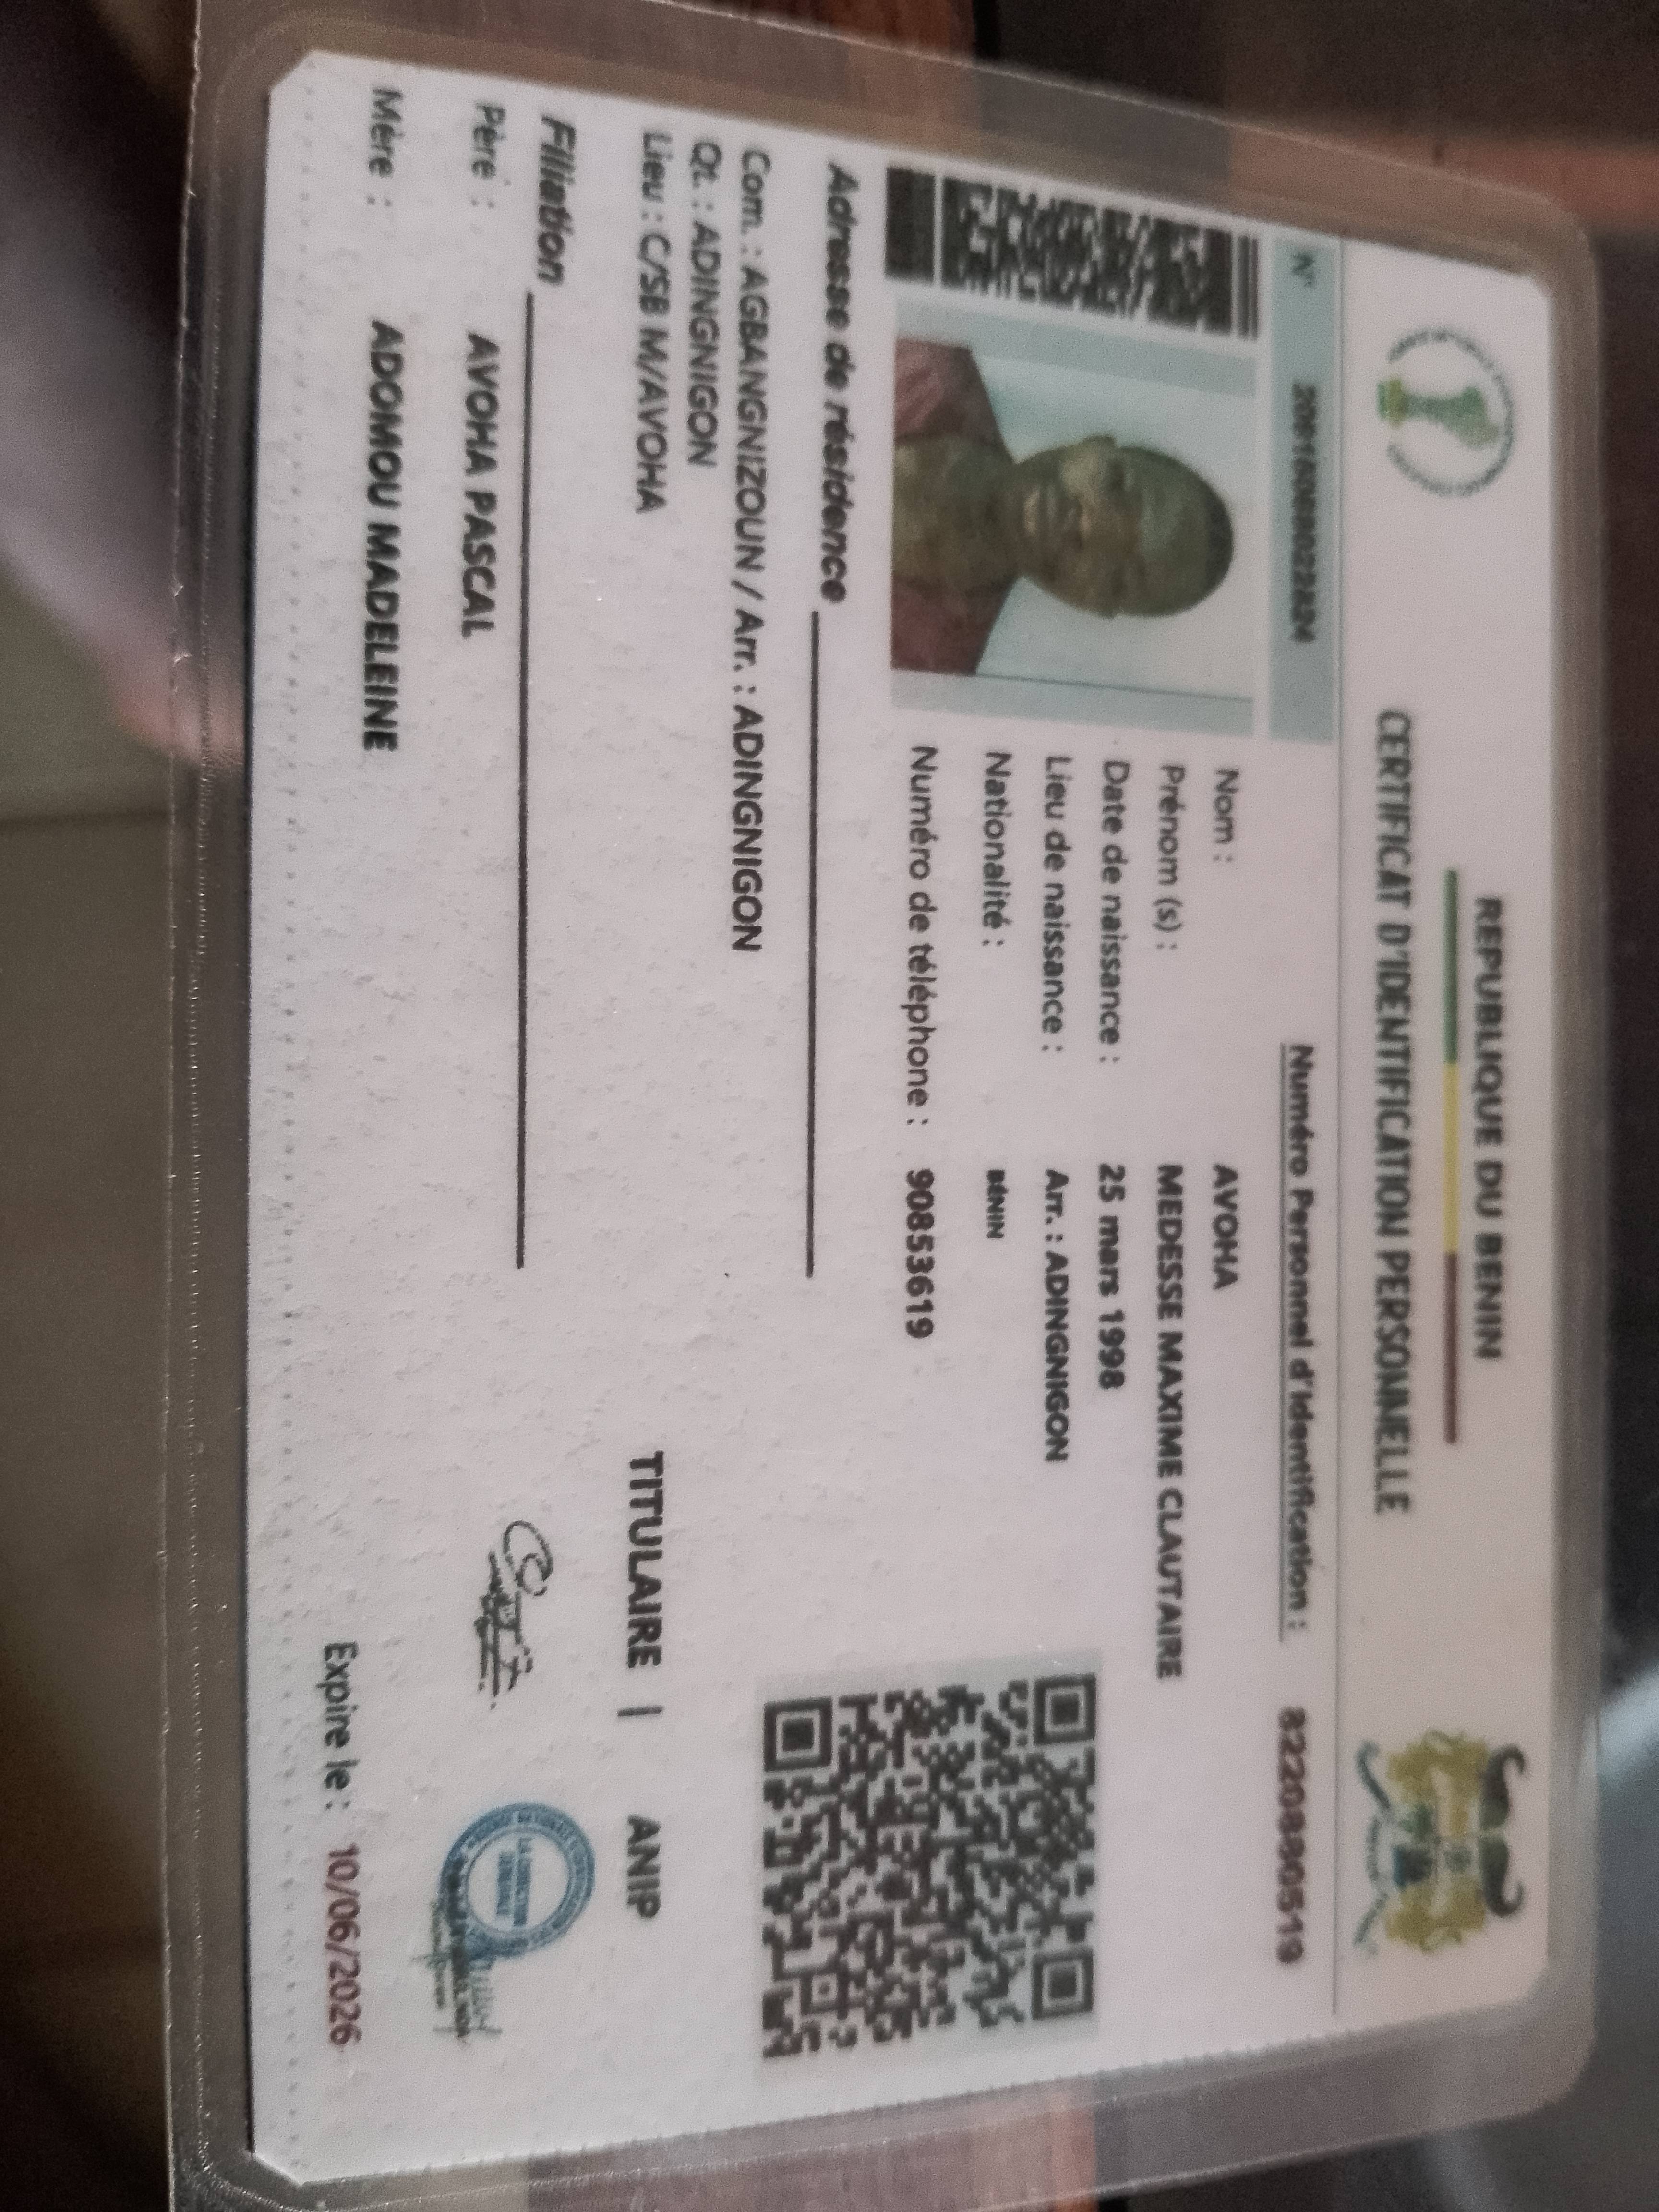 REPUBLIQUE DU BENIN
CERTIFICAT D'IDENTIFICATION PERSONNELLE
N°
Numéro Personnel d'Identification : 8220880519
Nom : AVOHA
Prénom (s) : MEDESSE MAXIME CLAUTAIRE
Date de naissance : 25 mars 1998
Lieu de naissance : Arr. : ADINGNIGON
Nationalité : BÉNIN
Numéro de téléphone : 90853619
Adresse de résidence
Com. : AGBANGNIZOUN / Arr. : ADINGNIGON
Qt. : ADINGNIGON
Lieu : C/SB M/AVOHA
TITULAIRE | ANIP
Filiation
Père : AVOHA PASCAL
Mère : ADOMOU MADELEINE
Expire le : 10/06/2026